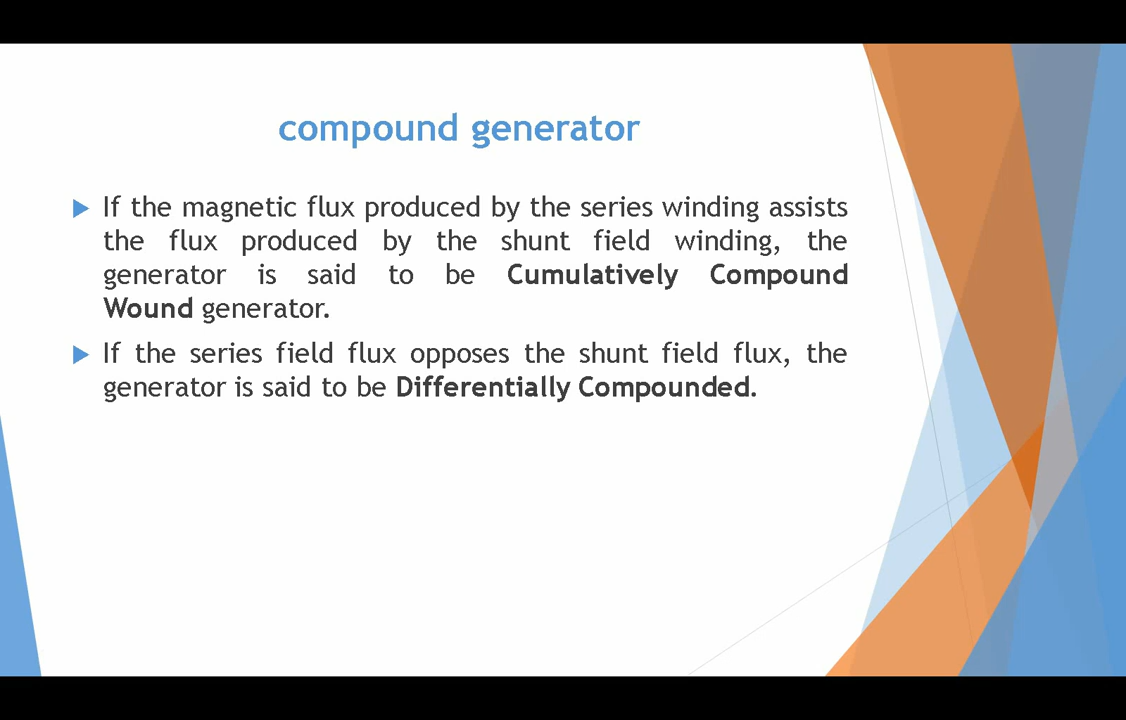 compound generator
If the magnetic flux produced by the series winding assists
the flux produced by the shunt field winding, the
generator is said to be Cumulatively Compound
Wound generator.
If the series field flux opposes the shunt field flux, the
generator is said to be Differentially Compounded.